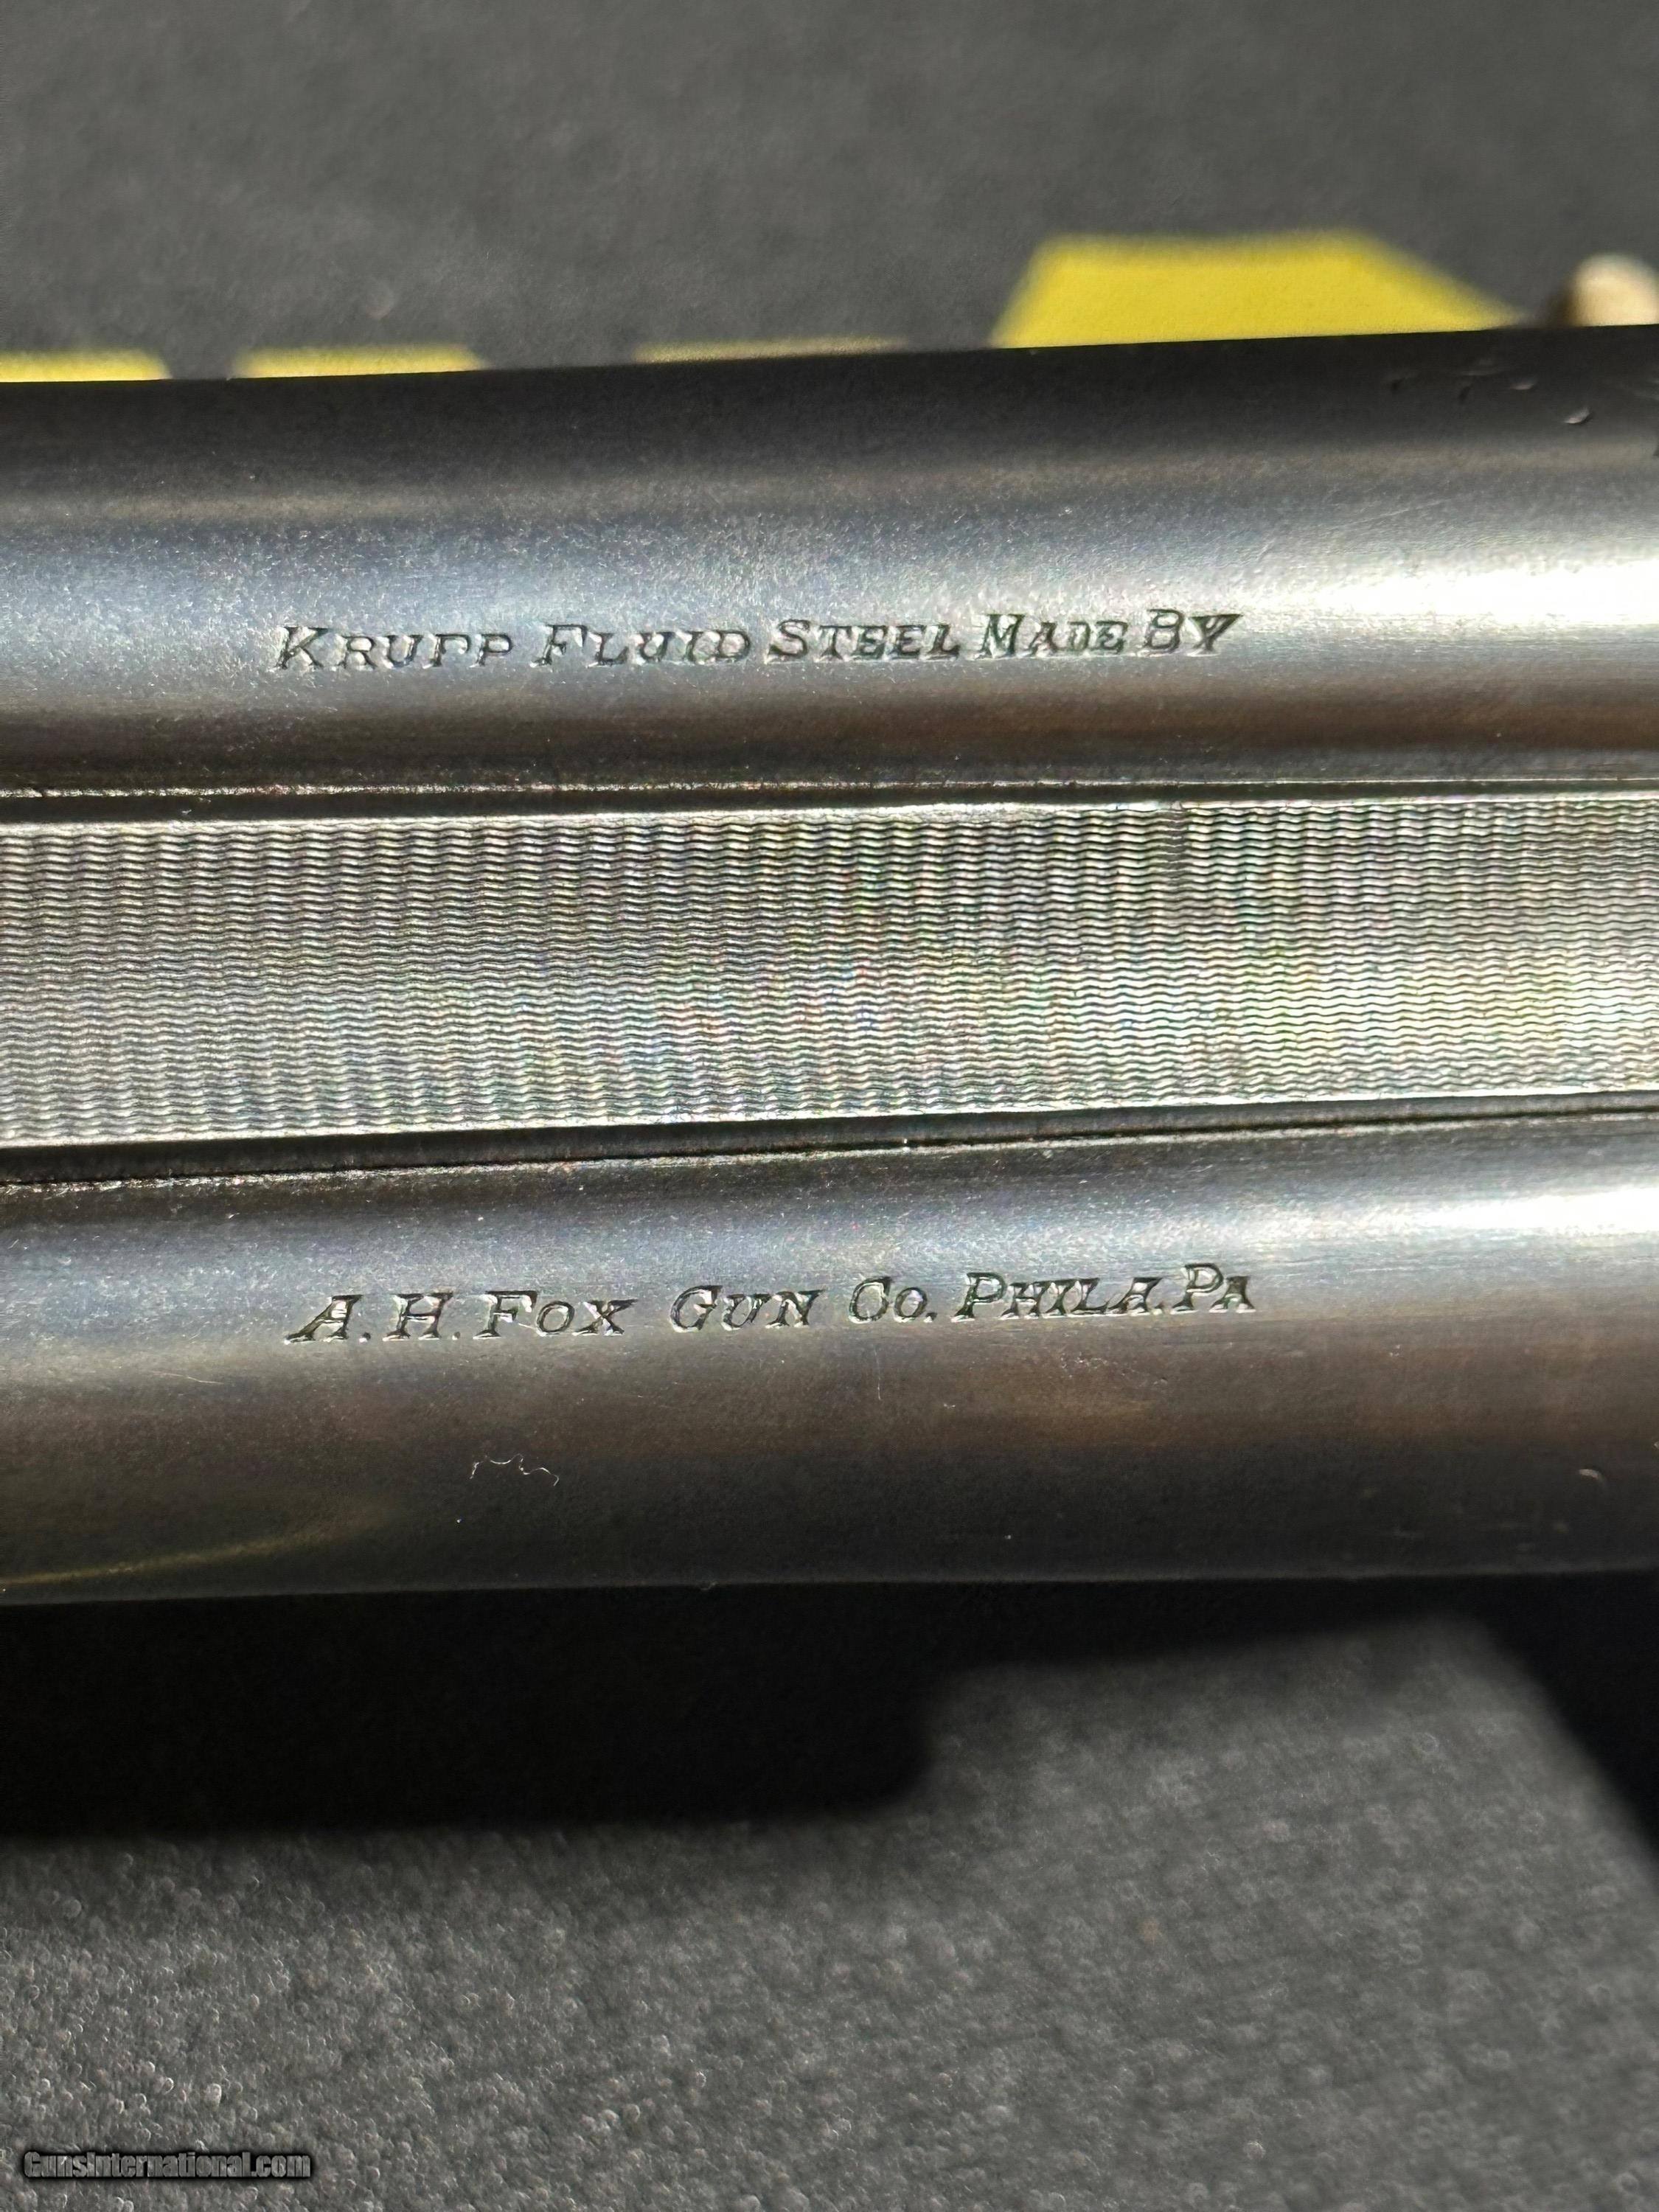 Krupp Fluid Steel Made By
A.H. Fox Gun Co. Phila. Pa
GunsInternational.com